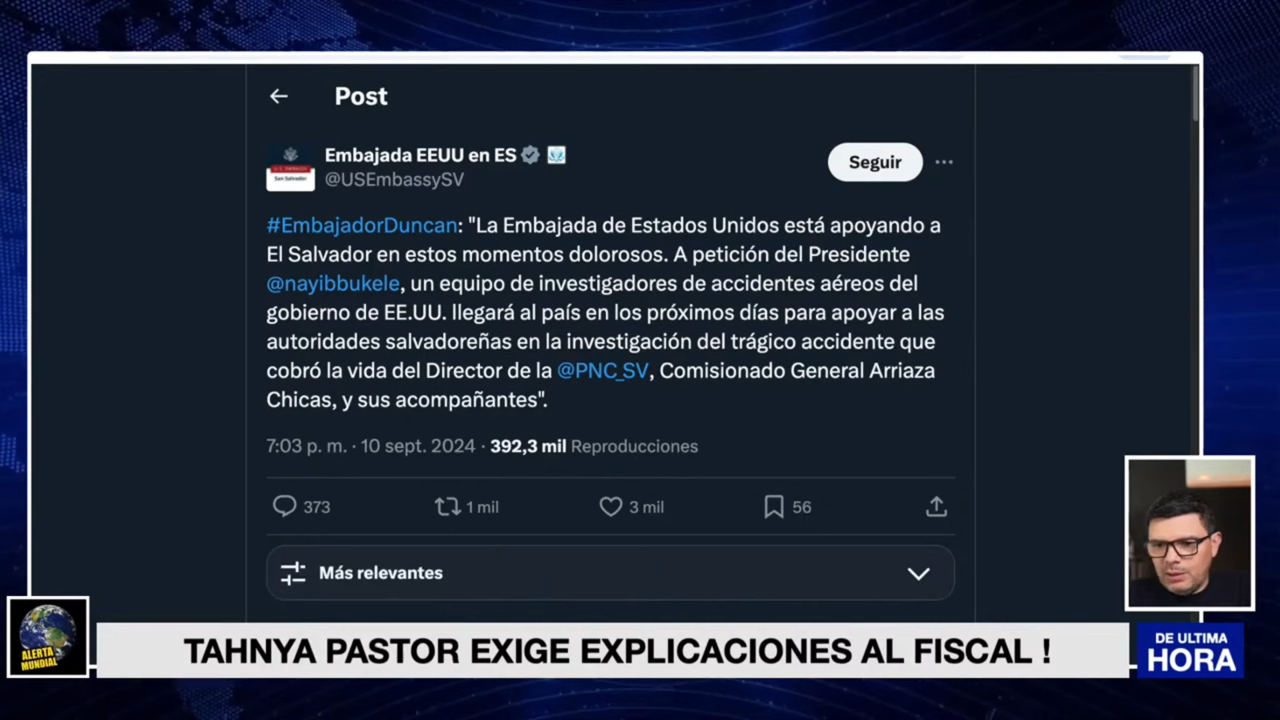 Post
Embajada EEUU en ES
@USEmbassySV
Seguir
#EmbajadorDuncan: "La Embajada de Estados Unidos está apoyando a
El Salvador en estos momentos dolorosos. A petición del Presidente
@nayibbukele, un equipo de investigadores de accidentes aéreos del
gobierno de EE.UU. llegará al país en los próximos días para apoyar a las
autoridades salvadoreñas en la investigación del trágico accidente que
cobró la vida del Director de la @PNC_SV, Comisionado General Arriaza
Chicas, y sus acompañantes".
7:03 p. m. · 10 sept. 2024 · 392,3 mil Reproducciones
373 1 mil 3 mil 56
Más relevantes
ALERTA
MUNDIAL
TAHNYA PASTOR EXIGE EXPLICACIONES AL FISCAL !
DE ULTIMA
HORA